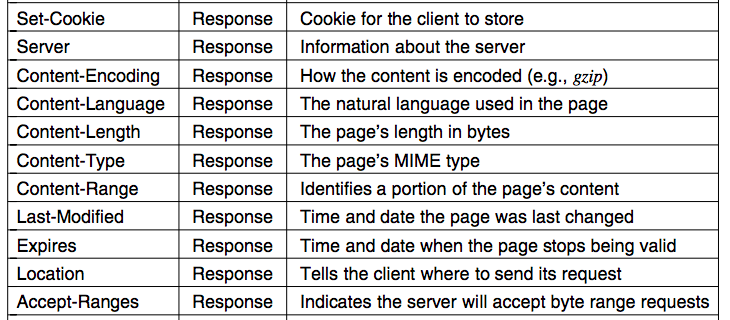 Set-Cookie Response Cookie for the client to store
Server Response Information about the server
Content-Encoding Response How the content is encoded (e.g., gzip)
Content-Language Response The natural language used in the page
Content-Length Response The page's length in bytes
Content-Type Response The page's MIME type
Content-Range Response Identifies a portion of the page's content
Last-Modified Response Time and date the page was last changed
Expires Response Time and date when the page stops being valid
Location Response Tells the client where to send its request
Accept-Ranges Response Indicates the server will accept byte range requests